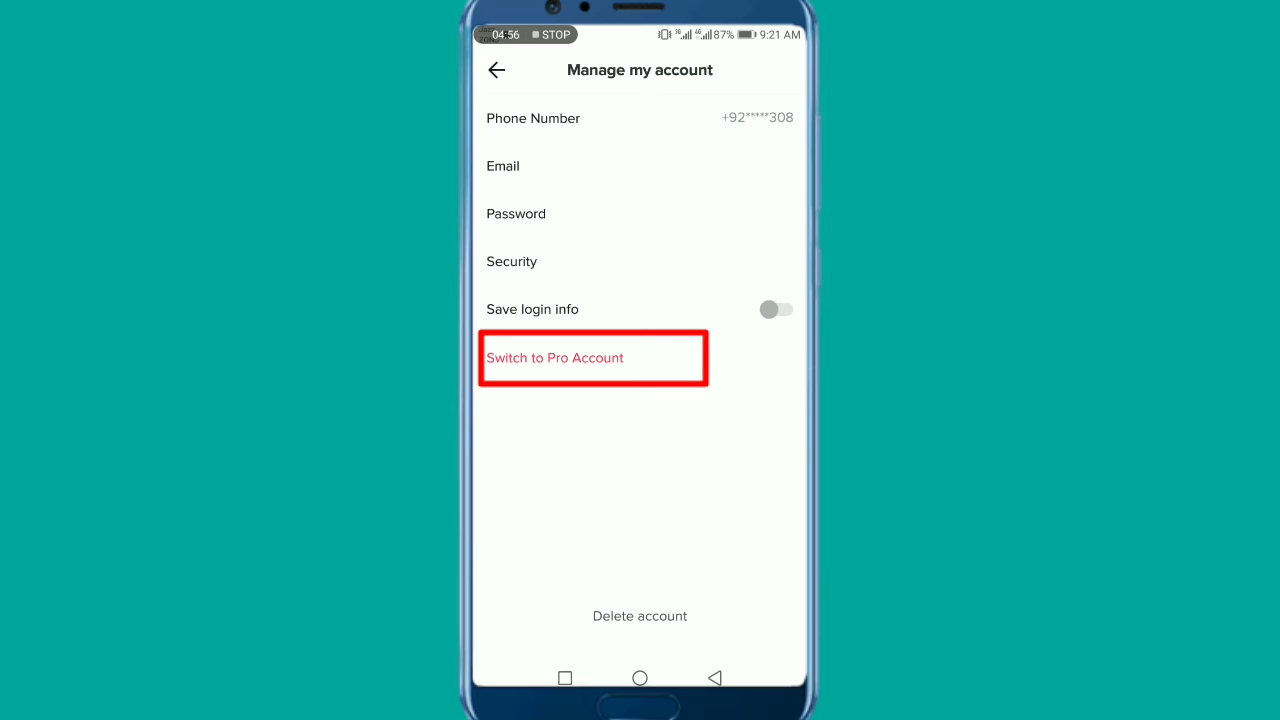 04:56 STOP 87% 9:21 AM
Manage my account
Phone Number +92*****308
Email
Password
Security
Save login info
Switch to Pro Account
Delete account